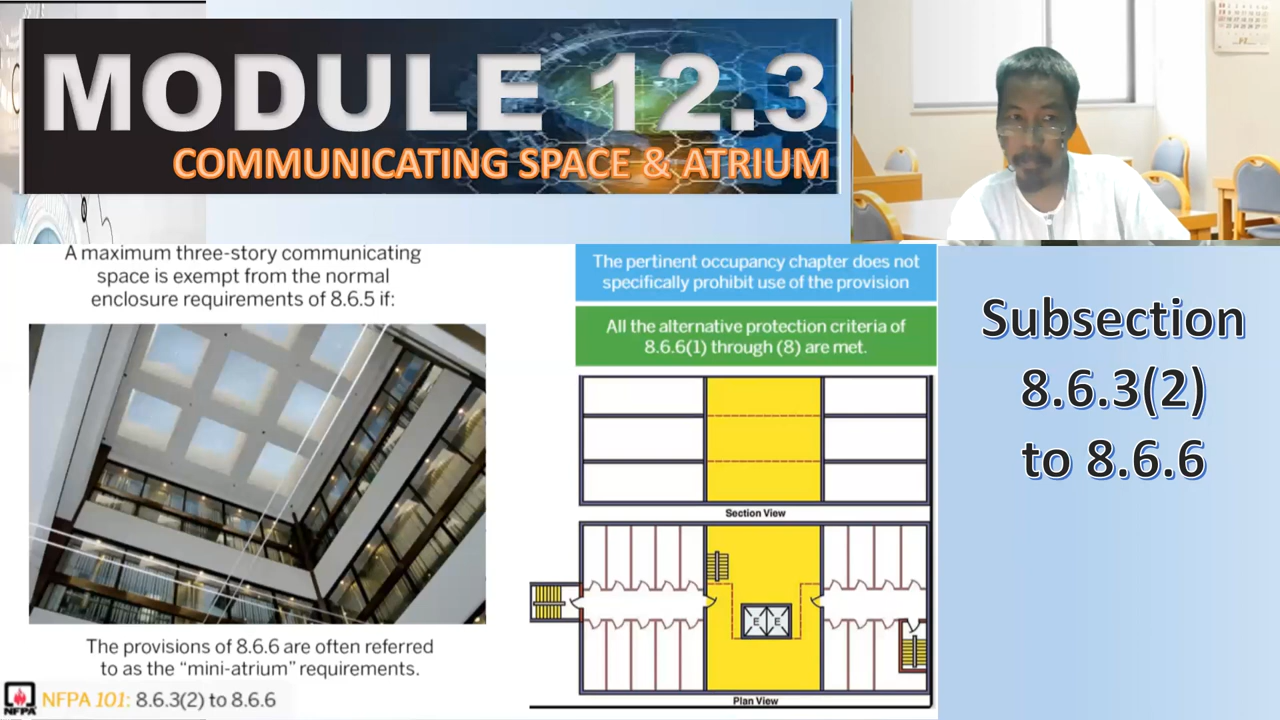 MODULE 12.3
COMMUNICATING SPACE & ATRIUM
A maximum three-story communicating
space is exempt from the normal
enclosure requirements of 8.6.5 if:
The pertinent occupancy chapter does not
specifically prohibit use of the provision
All the alternative protection criteria of
8.6.6(1) through (8) are met.
Subsection
8.6.3(2)
to 8.6.6
Section View
E E
Plan View
The provisions of 8.6.6 are often referred
to as the “mini-atrium” requirements.
NFPA
NFPA 101: 8.6.3(2) to 8.6.6